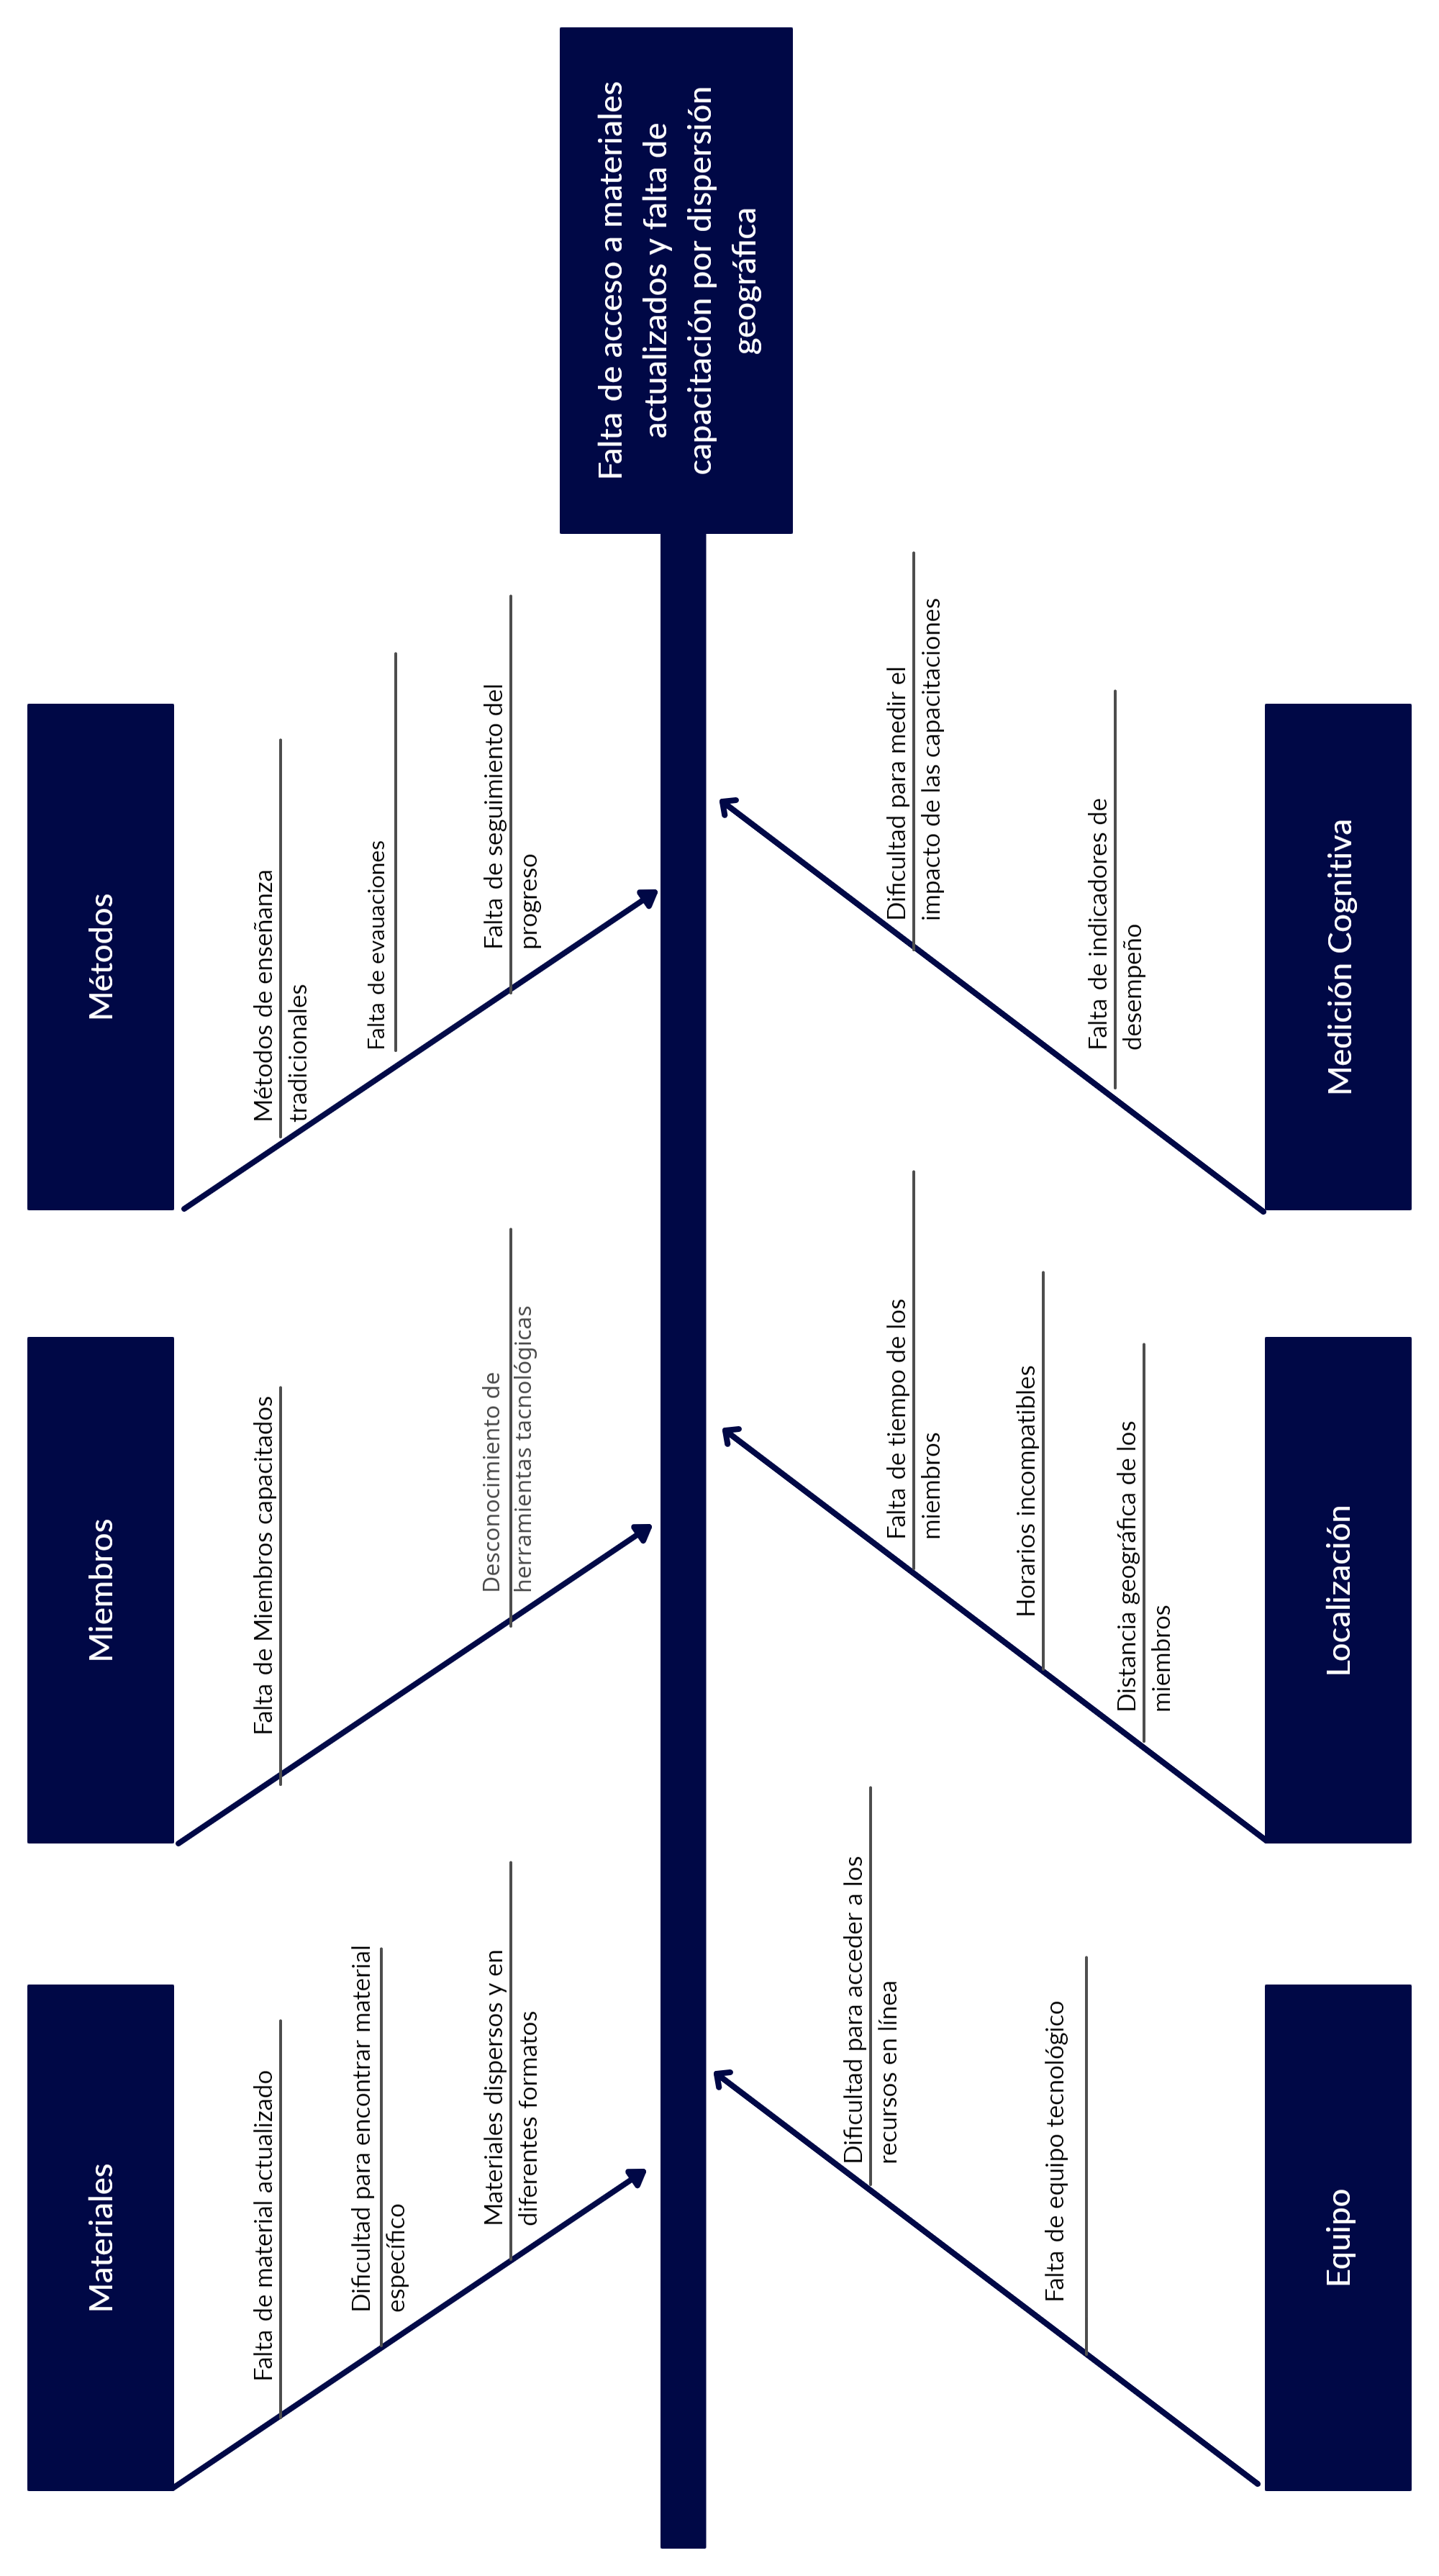 Materiales
Miembros
Métodos
Falta de material actualizado
Dificultad para encontrar material
específico
Materiales dispersos y en
diferentes formatos
Falta de Miembros capacitados
Desconocimiento de
herramientas tacnológicas
Métodos de enseñanza
tradicionales
Falta de evauaciones
Falta de seguimiento del
progreso
Falta de acceso a materiales
actualizados y falta de
capacitación por dispersión
geográfica
Dificultad para acceder a los
recursos en línea
Falta de equipo tecnológico
Falta de tiempo de los
miembros
Horarios incompatibles
Distancia geográfica de los
miembros
Dificultad para medir el
impacto de las capacitaciones
Falta de indicadores de
desempeño
Equipo
Localización
Medición Cognitiva